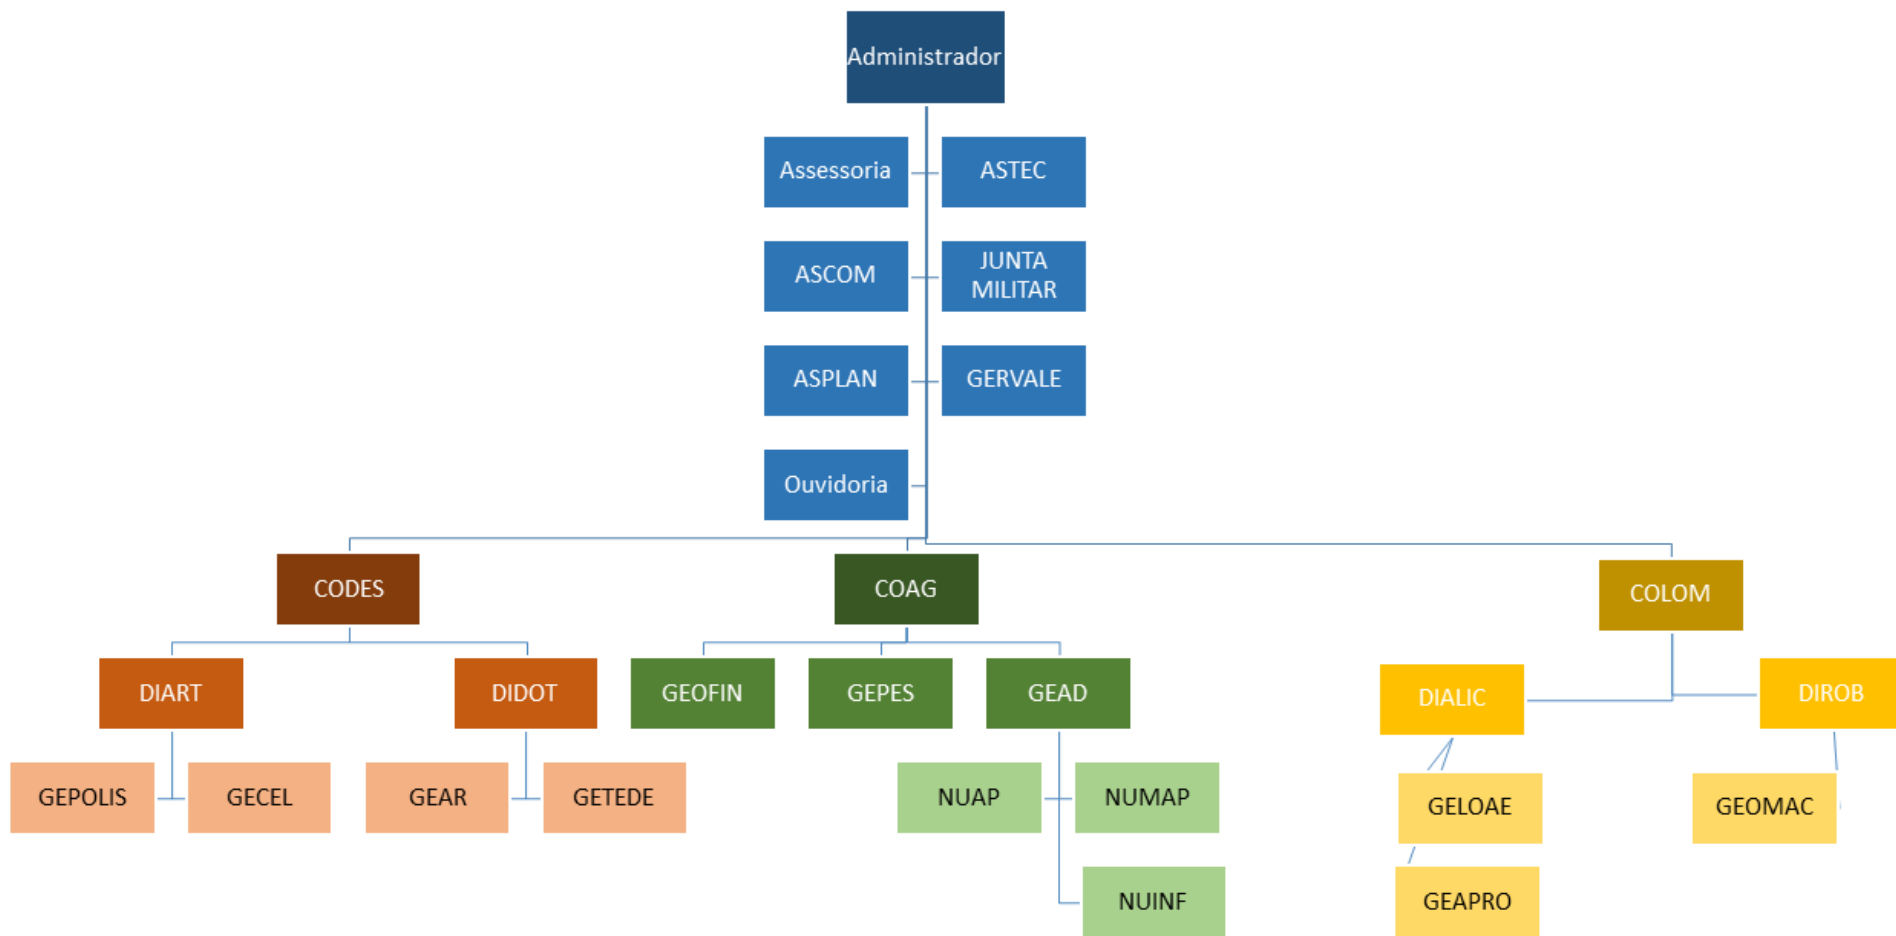 Administrador
Assessoria
ASTEC
ASCOM
JUNTA
MILITAR
ASPLAN
GERVALE
Ouvidoria
CODES
COAG
COLOM
DIART
DIDOT
GEOFIN
GEPES
GEAD
DIALIC
DIROB
GEPOLIS
GECEL
GEAR
GETEDE
NUAP
NUMAP
GELOAE
GEOMAC
NUINF
GEAPRO